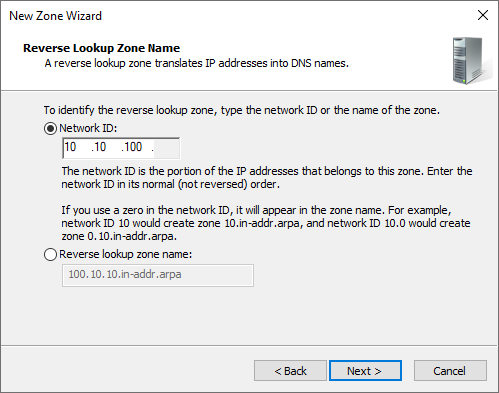 New Zone Wizard
Reverse Lookup Zone Name
A reverse lookup zone translates IP addresses into DNS names.
To identify the reverse lookup zone, type the network ID or the name of the zone.
Network ID:
10 .10 .100 .
The network ID is the portion of the IP addresses that belongs to this zone. Enter the
network ID in its normal (not reversed) order.
If you use a zero in the network ID, it will appear in the zone name. For example,
network ID 10 would create zone 10.in-addr.arpa, and network ID 10.0 would create
zone 0.10.in-addr.arpa.
Reverse lookup zone name:
100.10.10.in-addr.arpa
< Back Next > Cancel